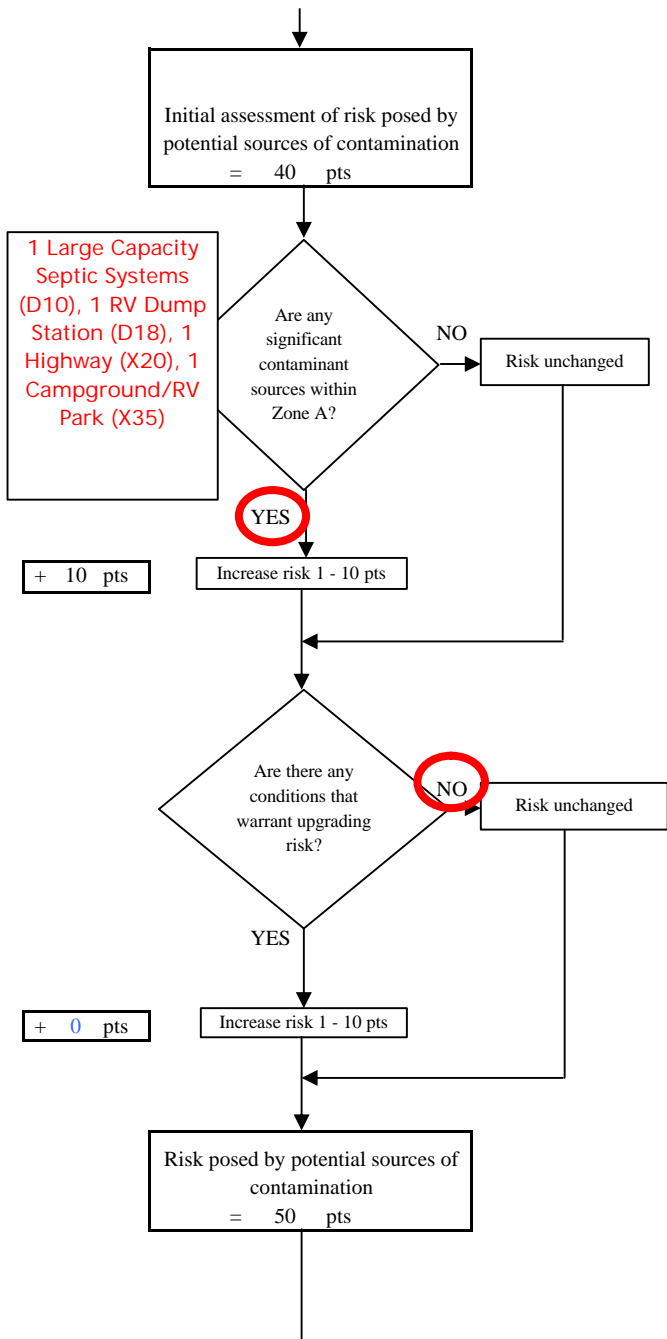 Initial assessment of risk posed by
potential sources of contamination
= 40 pts
1 Large Capacity
Septic Systems
(D10), 1 RV Dump
Station (D18), 1
Highway (X20), 1
Campground/RV
Park (X35)
Are any
significant
contaminant
sources within
Zone A?
NO
Risk unchanged
YES
+ 10 pts
Increase risk 1 - 10 pts
Are there any
conditions that
warrant upgrading
risk?
NO
Risk unchanged
YES
+ 0 pts
Increase risk 1 - 10 pts
Risk posed by potential sources of
contamination
= 50 pts